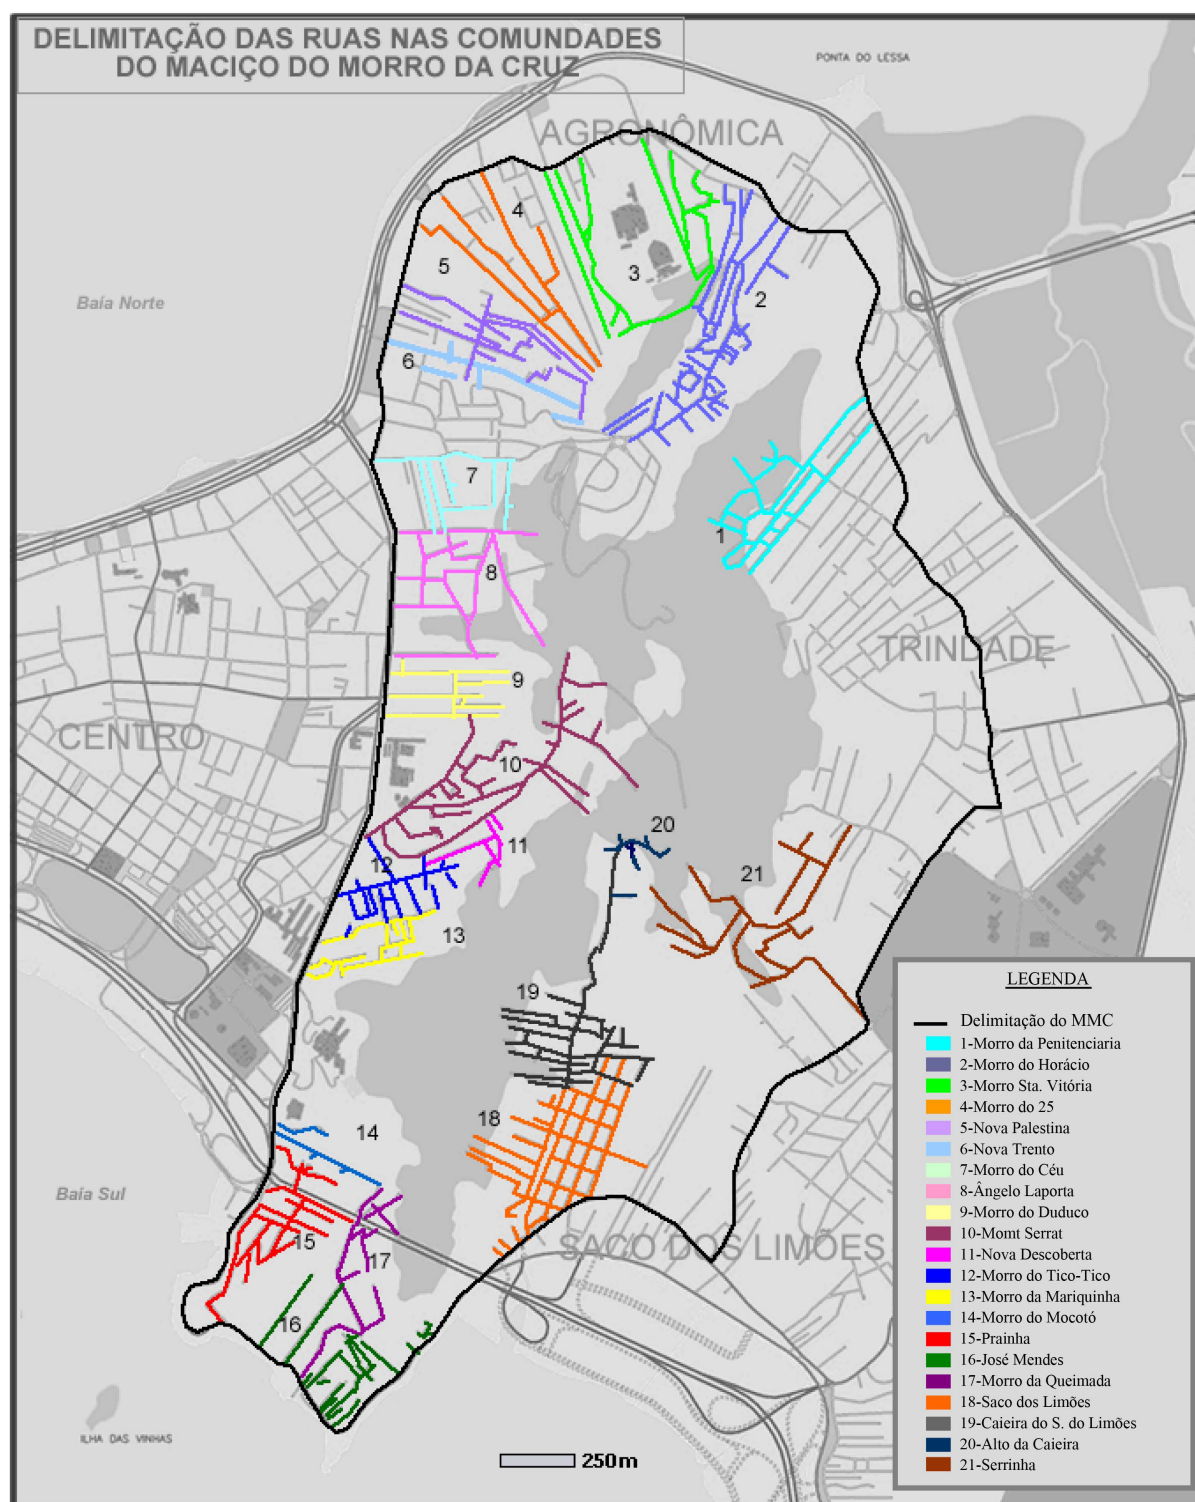 DELIMITAÇÃO DAS RUAS NAS COMUNDADES
DO MACIÇO DO MORRO DA CRUZ
PONTA DO LESSA
AGRONÔMICA
4
5
3
2
Baía Norte
6
7
1
8
TRINDADE
9
CENTRO
10
20
11
12
21
13
19
18
14
Baía Sul
15
17
SACO DOS LIMÕES
16
ILHA DAS VINHAS
250m
LEGENDA
Delimitação do MMC
1-Morro da Penitenciaria
2-Morro do Horácio
3-Morro Sta. Vitória
4-Morro do 25
5-Nova Palestina
6-Nova Trento
7-Morro do Céu
8-Ângelo Laporta
9-Morro do Duduco
10-Momt Serrat
11-Nova Descoberta
12-Morro do Tico-Tico
13-Morro da Mariquinha
14-Morro do Mocotó
15-Prainha
16-José Mendes
17-Morro da Queimada
18-Saco dos Limões
19-Caieira do S. do Limões
20-Alto da Caieira
21-Serrinha